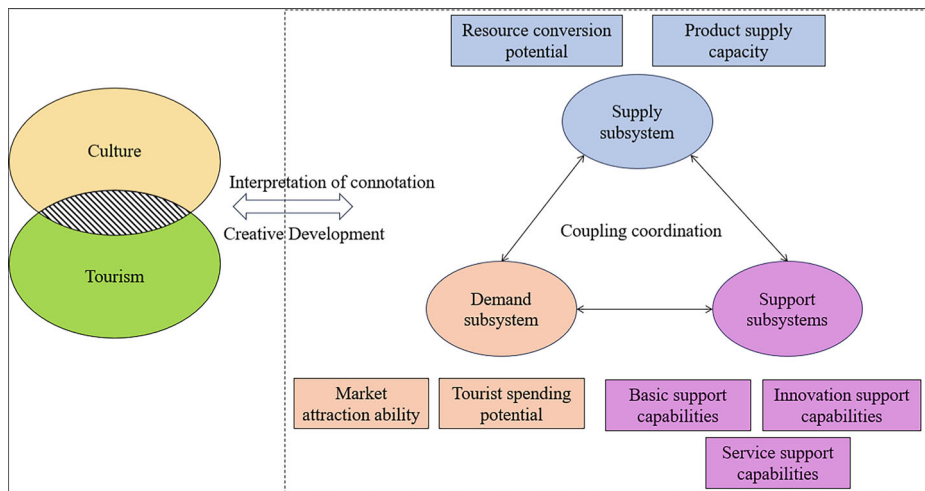 Resource conversion
potential
Product supply
capacity
Supply
subsystem
Culture
Interpretation of connotation
Creative Development
Tourism
Coupling coordination
Demand
subsystem
Support
subsystems
Market
attraction ability
Tourist spending
potential
Basic support
capabilities
Innovation support
capabilities
Service support
capabilities